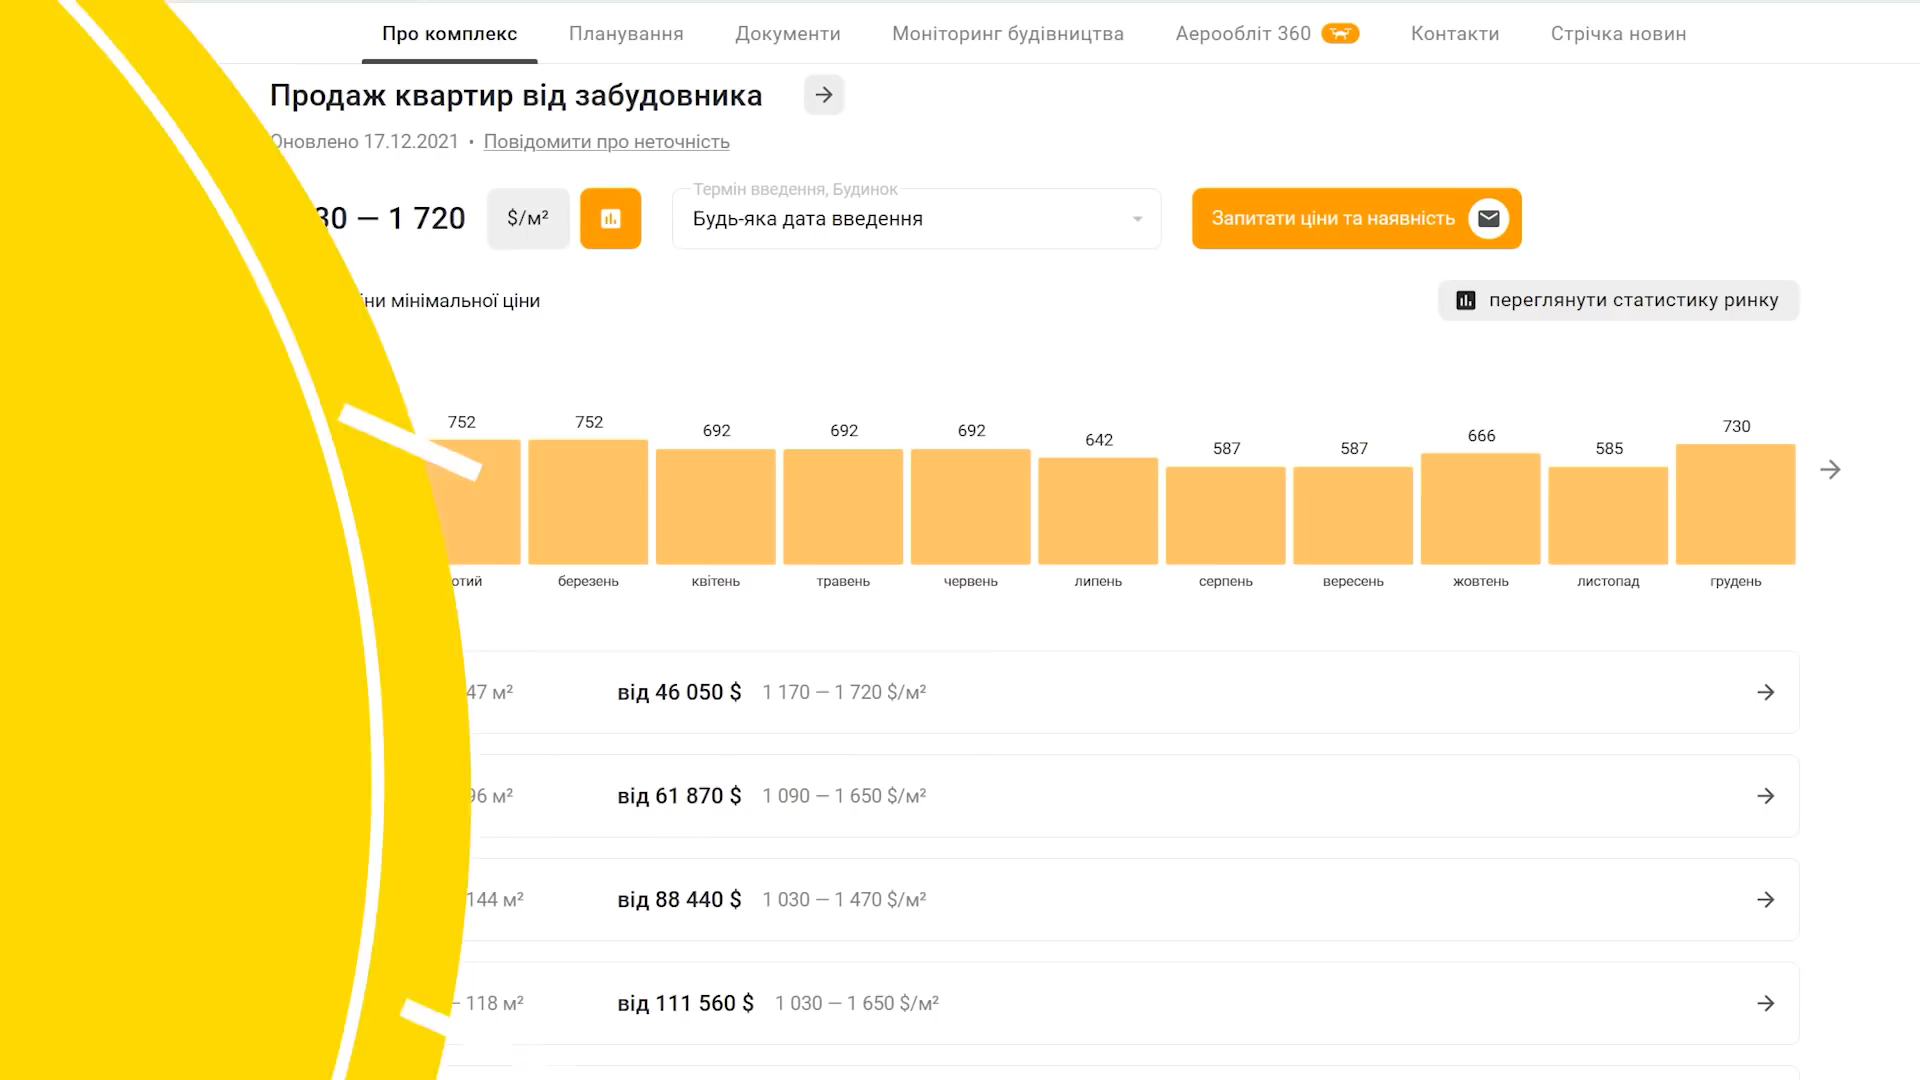 Про комплекс Планування Документи Моніторинг будівництва Аерообліт 360 Контакти Стрічка новин
Продаж квартир від забудовника
Оновлено 17.12.2021 • Повідомити про неточність
30 — 1 720 $/м²
Термін введення, Будинок
Будь-яка дата введення
Запитати ціни та наявність
мінімальної ціни
переглянути статистику ринку
752 752 692 692 692 642 587 587 666 585 730
березень квітень травень червень липень серпень вересень жовтень листопад грудень
47 м² від 46 050 $ 1 170 — 1 720 $/м²
96 м² від 61 870 $ 1 090 — 1 650 $/м²
144 м² від 88 440 $ 1 030 — 1 470 $/м²
— 118 м² від 111 560 $ 1 030 — 1 650 $/м²